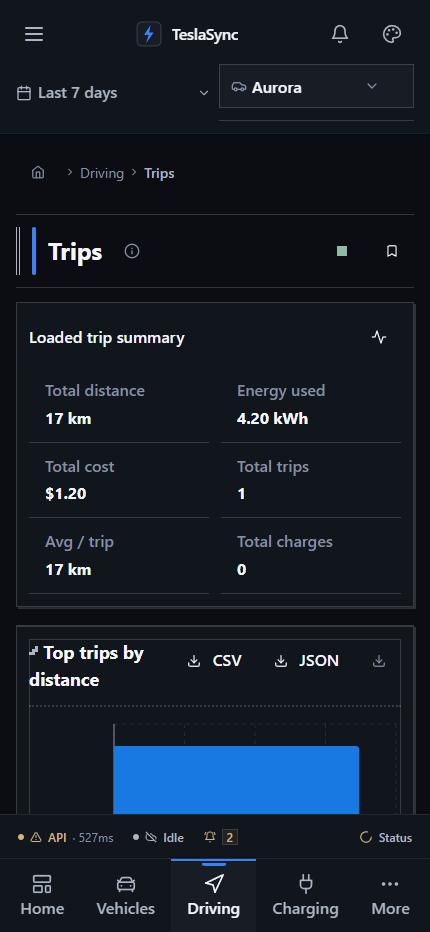 TeslaSync
Last 7 days
Aurora
Driving
Trips
Trips
Loaded trip summary
Total distance
Energy used
17 km
4.20 kWh
Total cost
Total trips
$1.20
1
Avg / trip
Total charges
17 km
0
Top trips by
distance
CSV
JSON
API · 527ms
Idle
2
Status
Home
Vehicles
Driving
Charging
More